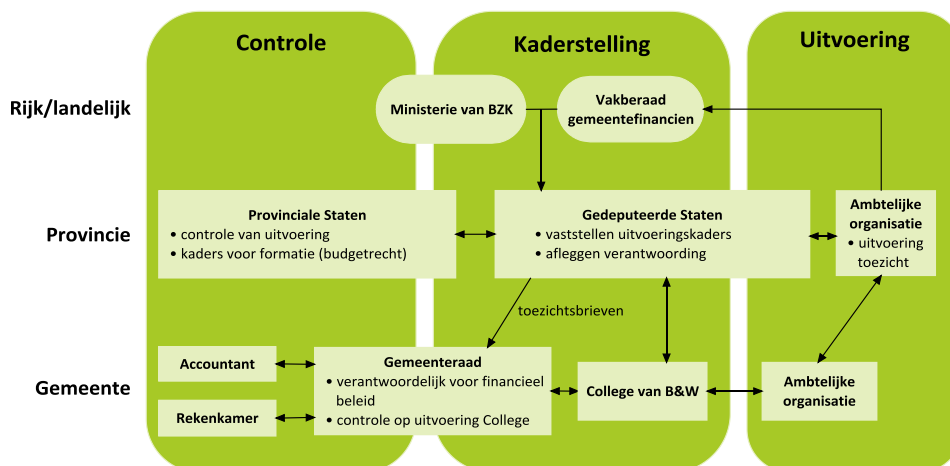 Controle
Kaderstelling
Uitvoering
Rijk/landelijk
Ministerie van BZK
Vakberaad
gemeentefinancien
Provincie
Provinciale Staten
• controle van uitvoering
• kaders voor formatie (budgetrecht)
Gedeputeerde Staten
• vaststellen uitvoeringskaders
• afleggen verantwoording
Ambtelijke
organisatie
• uitvoering
toezicht
toezichtsbrieven
Gemeente
Accountant
Rekenkamer
Gemeenteraad
• verantwoordelijk voor financieel
beleid
• controle op uitvoering College
College van B&W
Ambtelijke
organisatie